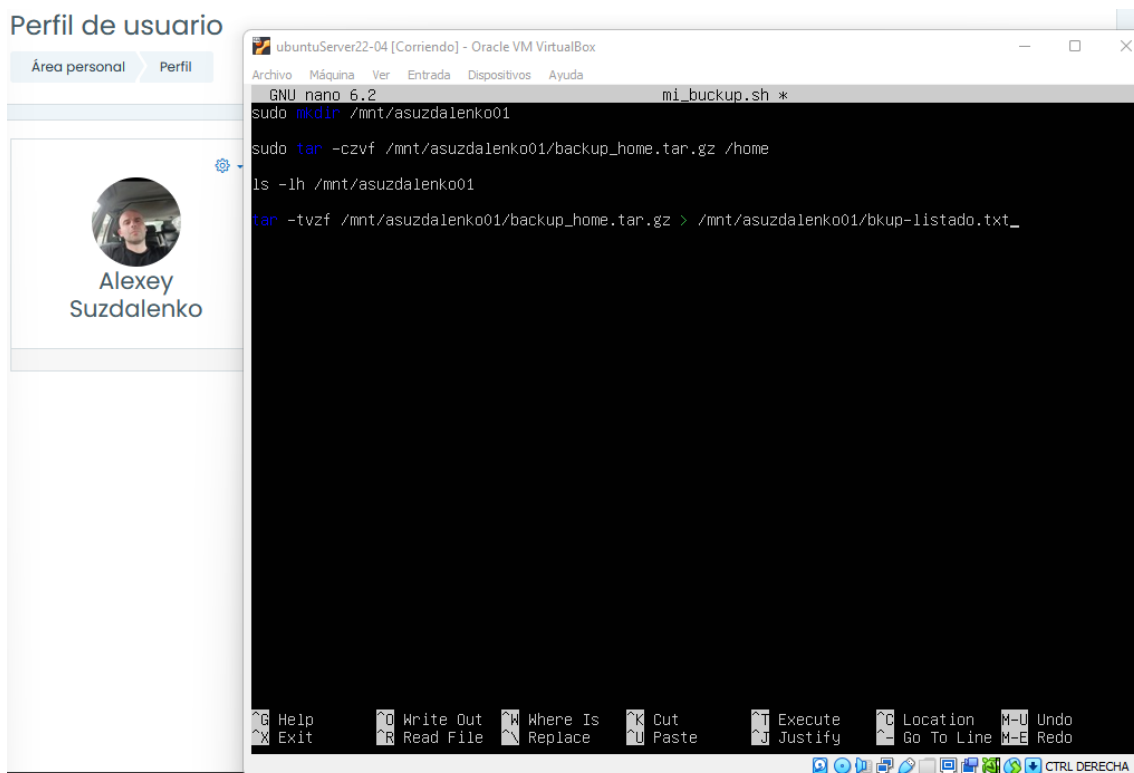 Perfil de usuario
Área personal Perfil
Alexey
Suzdalenko
ubuntuServer22-04 [Corriendo] - Oracle VM VirtualBox
Archivo Máquina Ver Entrada Dispositivos Ayuda
GNU nano 6.2 mi_buckup.sh *
sudo mkdir /mnt/asuzdalenko01
sudo tar -czvf /mnt/asuzdalenko01/backup_home.tar.gz /home
ls -lh /mnt/asuzdalenko01
tar -tvzf /mnt/asuzdalenko01/backup_home.tar.gz > /mnt/asuzdalenko01/bkup-listado.txt
^G Help ^O Write Out ^W Where Is ^K Cut ^T Execute ^C Location M-U Undo
^X Exit ^R Read File ^\ Replace ^U Paste ^J Justify ^- Go To Line M-E Redo
CTRL DERECHA